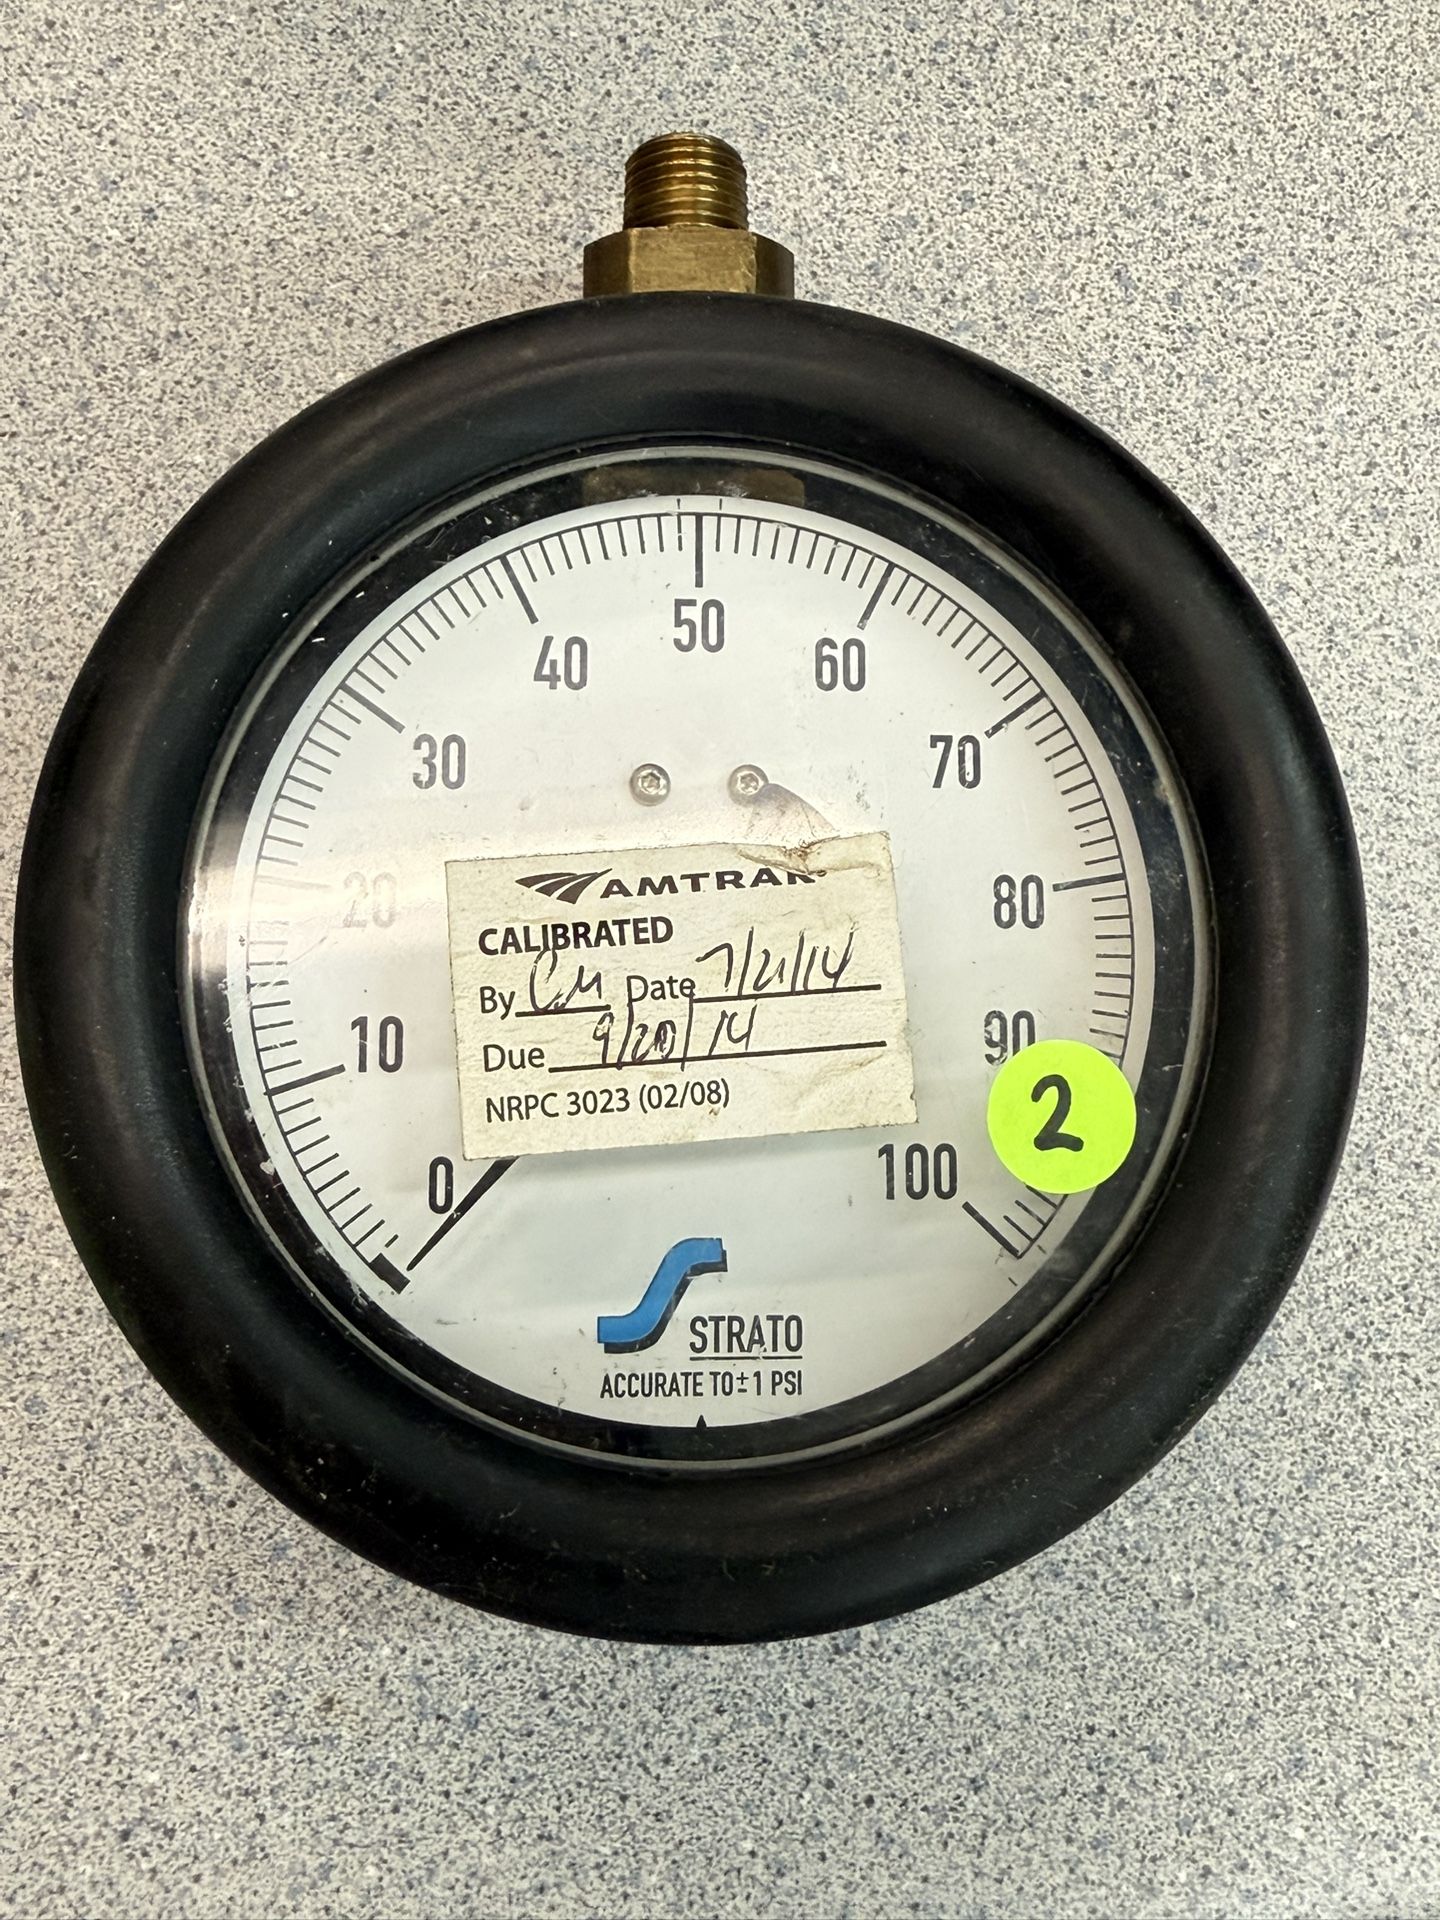 50
40
60
30
70
20
80
AMTRAK
CALIBRATED
By C.M Date 7/21/14
Due 9/20/14
NRPC 3023 (02/08)
10
90
2
0
100
STRATO
ACCURATE TO ± 1 PSI